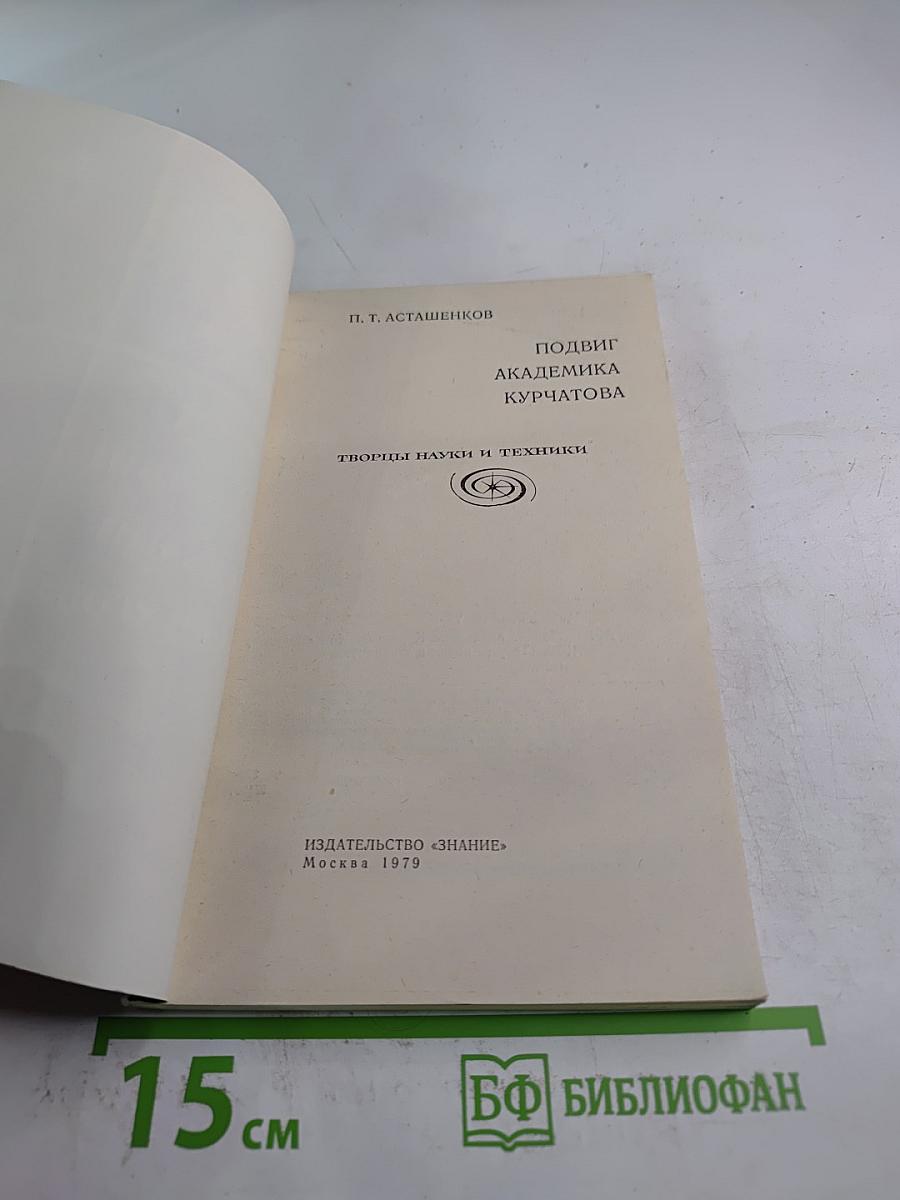 П. Т. АСТАШЕНКОВ
ПОДВИГ
АКАДЕМИКА
КУРЧАТОВА
ТВОРЦЫ НАУКИ И ТЕХНИКИ
ИЗДАТЕЛЬСТВО «ЗНАНИЕ»
Москва 1979
15 см
БФ БИБЛИОФАН